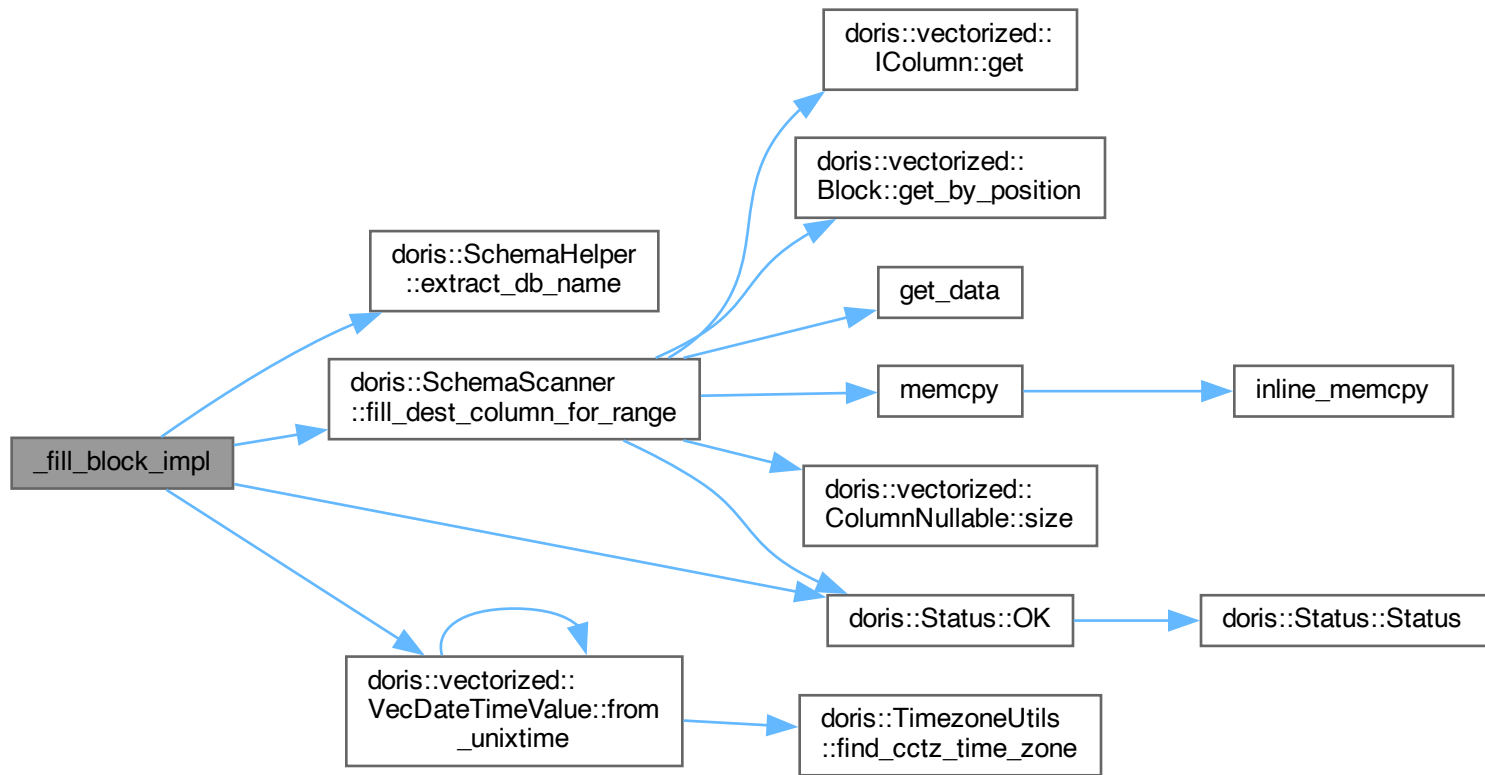 doris::vectorized::
IColumn::get
doris::vectorized::
Block::get_by_position
doris::SchemaHelper
::extract_db_name
get_data
doris::SchemaScanner
::fill_dest_column_for_range
memcpy
inline_memcpy
_fill_block_impl
doris::vectorized::
ColumnNullable::size
doris::Status::OK
doris::Status::Status
doris::vectorized::
VecDateTimeValue::from
_unixtime
doris::TimezoneUtils
::find_cctz_time_zone